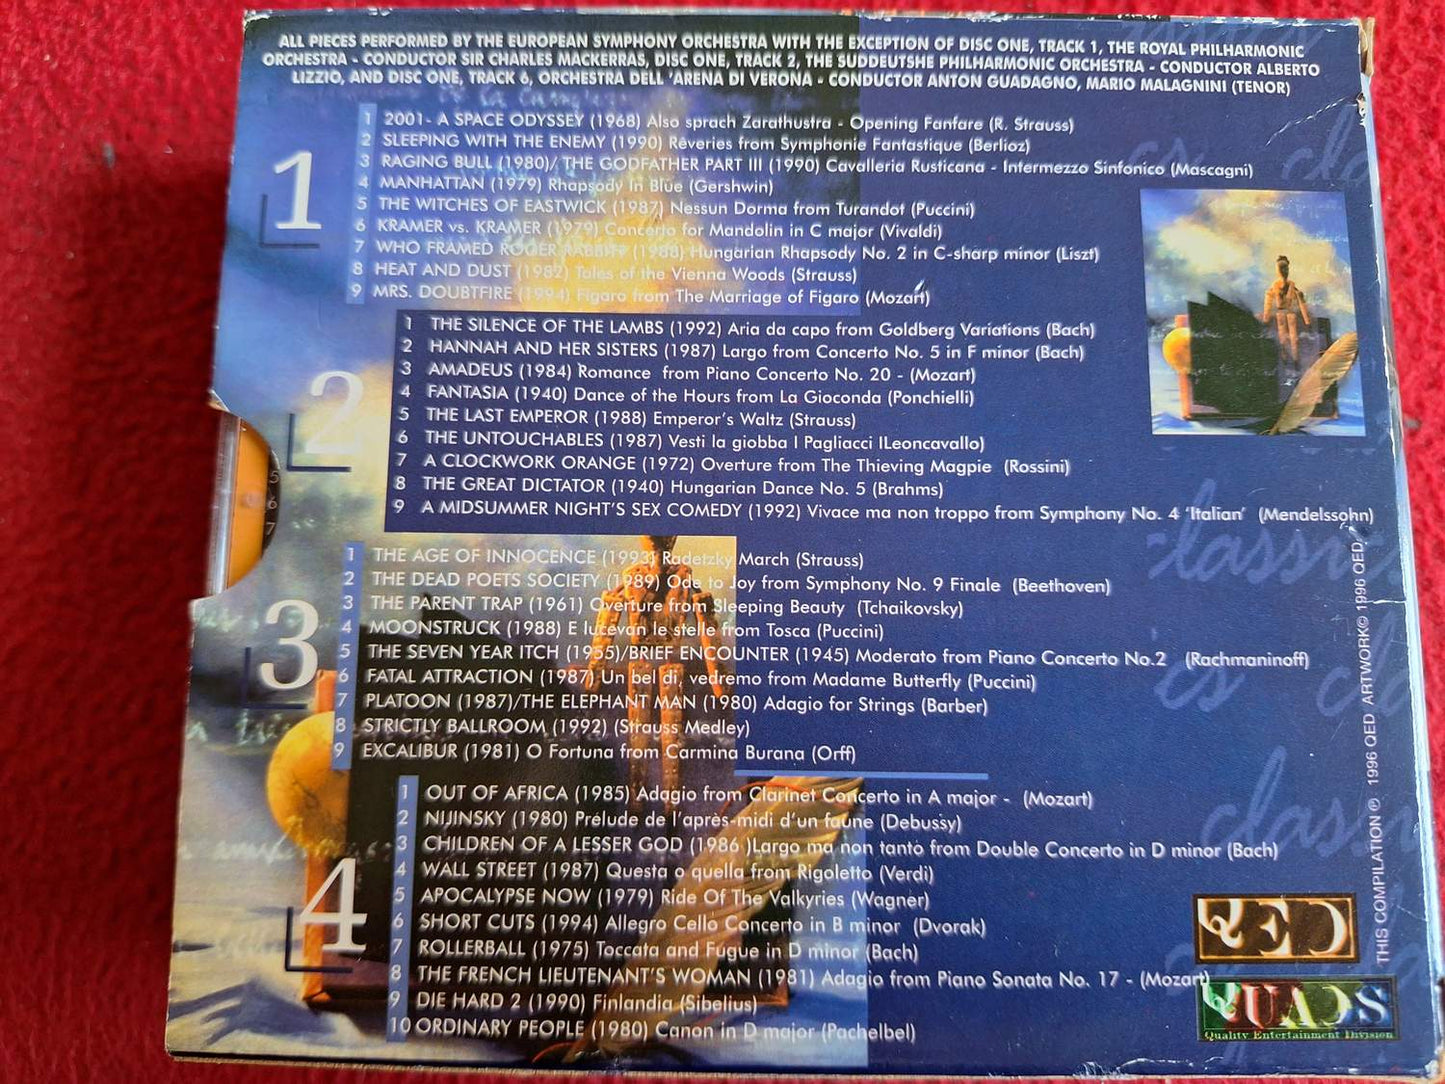 ALL PIECES PERFORMED BY THE EUROPEAN SYMPHONY ORCHESTRA WITH THE EXCEPTION OF DISC ONE, TRACK 1, THE ROYAL PHILHARMONIC
ORCHESTRA - CONDUCTOR SIR CHARLES MACKERRAS, DISC ONE, TRACK 2, THE SUDDEUTSHE PHILHARMONIC ORCHESTRA - CONDUCTOR ALBERTO
LIZZIO, AND DISC ONE, TRACK 6, ORCHESTRA DELL 'ARENA DI VERONA - CONDUCTOR ANTON GUADAGNO, MARIO MALAGNINI (TENOR)
1
1 2001- A SPACE ODYSSEY (1968) Also sprach Zarathustra - Opening Fanfare (R. Strauss)
2 SLEEPING WITH THE ENEMY (1990) Rêveries from Symphonie Fantastique (Berlioz)
3 RAGING BULL (1980)/ THE GODFATHER PART III (1990) Cavalleria Rusticana - Intermezzo Sinfonico (Mascagni)
4 MANHATTAN (1979) Rhapsody In Blue (Gershwin)
5 THE WITCHES OF EASTWICK (1987) Nessun Dorma from Turandot (Puccini)
6 KRAMER vs. KRAMER (1979) Concerto for Mandolin in C major (Vivaldi)
7 WHO FRAMED ROGER RABBIT (1988) Hungarian Rhapsody No. 2 in C-sharp minor (Liszt)
8 HEAT AND DUST (1982) Tales of the Vienna Woods (Strauss)
9 MRS. DOUBTFIRE (1994) Figaro from The Marriage of Figaro (Mozart)
2
1 THE SILENCE OF THE LAMBS (1992) Aria da capo from Goldberg Variations (Bach)
2 HANNAH AND HER SISTERS (1987) Largo from Concerto No. 5 in F minor (Bach)
3 AMADEUS (1984) Romance from Piano Concerto No. 20 - (Mozart)
4 FANTASIA (1940) Dance of the Hours from La Gioconda (Ponchielli)
5 THE LAST EMPEROR (1988) Emperor's Waltz (Strauss)
6 THE UNTOUCHABLES (1987) Vesti la giobba I Pagliacci lLeoncavallo)
7 A CLOCKWORK ORANGE (1972) Overture from The Thieving Magpie (Rossini)
8 THE GREAT DICTATOR (1940) Hungarian Dance No. 5 (Brahms)
9 A MIDSUMMER NIGHT'S SEX COMEDY (1992) Vivace ma non troppo from Symphony No. 4 'Italian' (Mendelssohn)
5
6
7
3
1 THE AGE OF INNOCENCE (1993) Radetzky March (Strauss)
2 THE DEAD POETS SOCIETY (1989) Ode to Joy from Symphony No. 9 Finale (Beethoven)
3 THE PARENT TRAP (1961) Overture from Sleeping Beauty (Tchaikovsky)
4 MOONSTRUCK (1988) E lucevan le stelle from Tosca (Puccini)
5 THE SEVEN YEAR ITCH (1955)/BRIEF ENCOUNTER (1945) Moderato from Piano Concerto No.2 (Rachmaninoff)
6 FATAL ATTRACTION (1987) Un bel di, vedremo from Madame Butterfly (Puccini)
7 PLATOON (1987)/THE ELEPHANT MAN (1980) Adagio for Strings (Barber)
8 STRICTLY BALLROOM (1992) (Strauss Medley)
9 EXCALIBUR (1981) O Fortuna from Carmina Burana (Orff)
4
1 OUT OF AFRICA (1985) Adagio from Clarinet Concerto in A major - (Mozart)
2 NIJINSKY (1980) Prélude de l'après-midi d'un faune (Debussy)
3 CHILDREN OF A LESSER GOD (1986 )Largo ma non tanto from Double Concerto in D minor (Bach)
4 WALL STREET (1987) Questa o quella from Rigoletto (Verdi)
5 APOCALYPSE NOW (1979) Ride Of The Valkyries (Wagner)
6 SHORT CUTS (1994) Allegro Cello Concerto in B minor (Dvorak)
7 ROLLERBALL (1975) Toccata and Fugue in D minor (Bach)
8 THE FRENCH LIEUTENANT'S WOMAN (1981) Adagio from Piano Sonata No. 17 - (Mozart)
9 DIE HARD 2 (1990) Finlandia (Sibelius)
10 ORDINARY PEOPLE (1980) Canon in D major (Pachelbel)
THIS COMPILATION ℗ 1996 QED ARTWORK© 1996 QED
QED
QUADS
Quality Entertainment Division